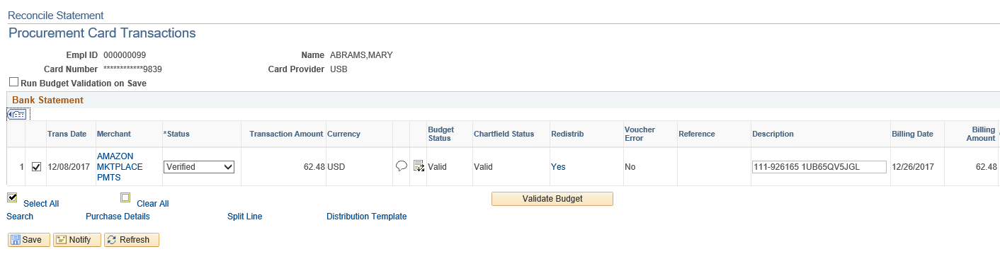 Reconcile Statement
Procurement Card Transactions
Empl ID 000000099 Name ABRAMS,MARY
Card Number ************9839 Card Provider USB
Run Budget Validation on Save
Bank Statement
Trans Date Merchant *Status Transaction Amount Currency Budget Status Chartfield Status Redistrib Voucher Error Reference Description Billing Date Billing Amount
1 12/08/2017 AMAZON MKTPLACE PMTS Verified 62.48 USD Valid Valid Yes No 111-926165 1UB65QV5JGL 12/26/2017 62.48
Select All Clear All Validate Budget
Search Purchase Details Split Line Distribution Template
Save Notify Refresh